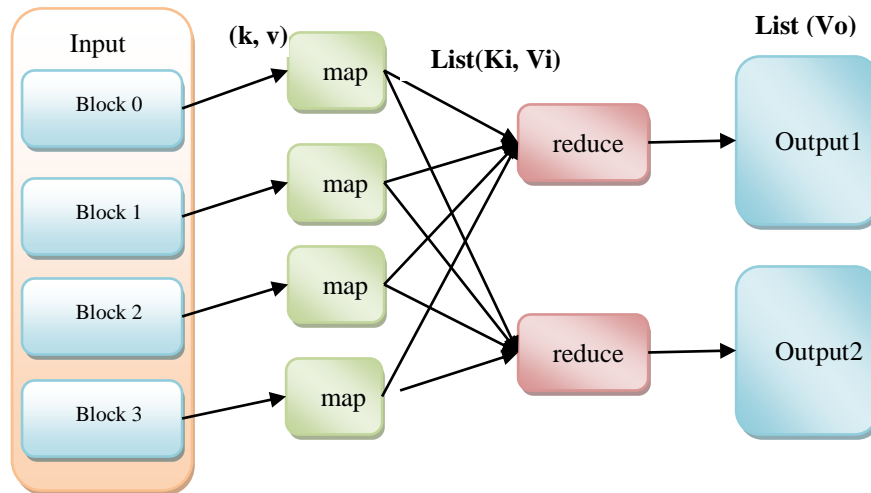 Input
(k, v)
List(Ki, Vi)
List (Vo)
Block 0
Block 1
Block 2
Block 3
map
map
map
map
reduce
reduce
Output1
Output2